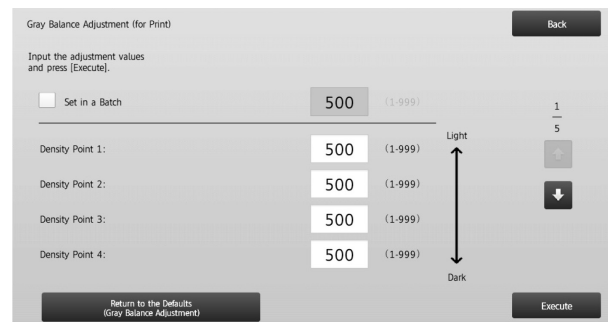 Gray Balance Adjustment (for Print)
Back
Input the adjustment values
and press [Execute].
Set in a Batch
500
(1-999)
1
5
Light
Density Point 1:
500
(1-999)
Density Point 2:
500
(1-999)
Density Point 3:
500
(1-999)
Density Point 4:
500
(1-999)
Dark
Return to the Defaults
(Gray Balance Adjustment)
Execute